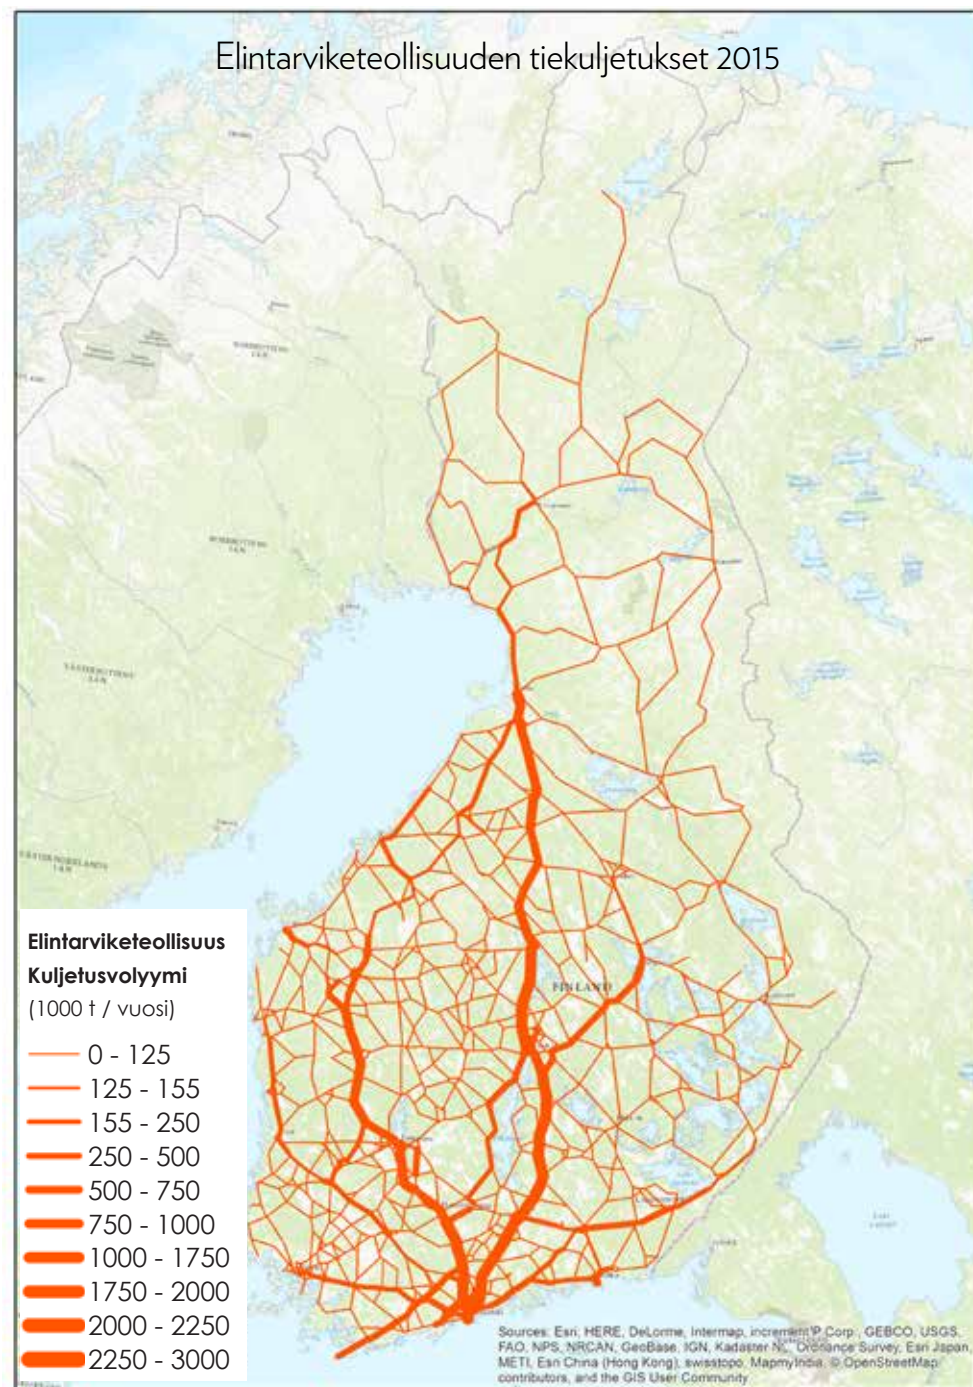 Elintarviketeollisuuden tiekuljetukset 2015
FINLAND
Elintarviketeollisuus
Kuljetusvolyymi
(1000 t / vuosi)
0 - 125
125 - 155
155 - 250
250 - 500
500 - 750
750 - 1000
1000 - 1750
1750 - 2000
2000 - 2250
2250 - 3000
Sources: Esri, HERE, DeLorme, Intermap, increment P Corp., GEBCO, USGS,
FAO, NPS, NRCAN, GeoBase, IGN, Kadaster NL, Ordnance Survey, Esri Japan,
METI, Esri China (Hong Kong), swisstopo, MapmyIndia, © OpenStreetMap
contributors, and the GIS User Community